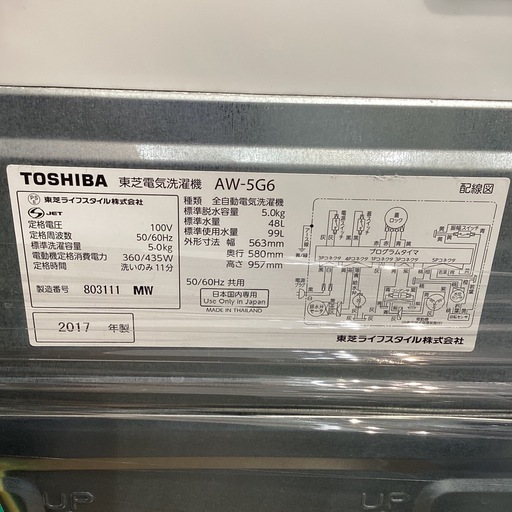 TOSHIBA 東芝電気洗濯機 AW-5G6
配線図
東芝ライフスタイル株式会社
JET
定格電圧 100V
定格周波数 50/60Hz
標準洗濯容量 5.0kg
電動機定格消費電力 360/435W
定格時間 洗いのみ11分
製造番号 803111 MW
2017 年製
種類 全自動電気洗濯機
標準脱水容量 5.0kg
標準水量 48L
標準使用水量 99L
外形寸法 幅 563mm
奥行 580mm
高さ 957mm
50/60Hz 共用
日本国内専用
Use Only in Japan
MADE IN THAILAND
蓋
ロック
プログラムタイマ
東芝ライフスタイル株式会社
UP
UP